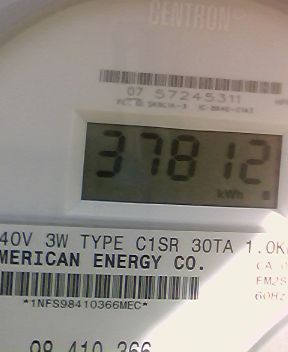 CENTRON
07 57245311
37812
kWh
40V 3W TYPE C1SR 30TA 1.0K
MERICAN ENERGY CO.
CA
FM2S
60Hz
*1NFS98410366MEC*
98 410 366